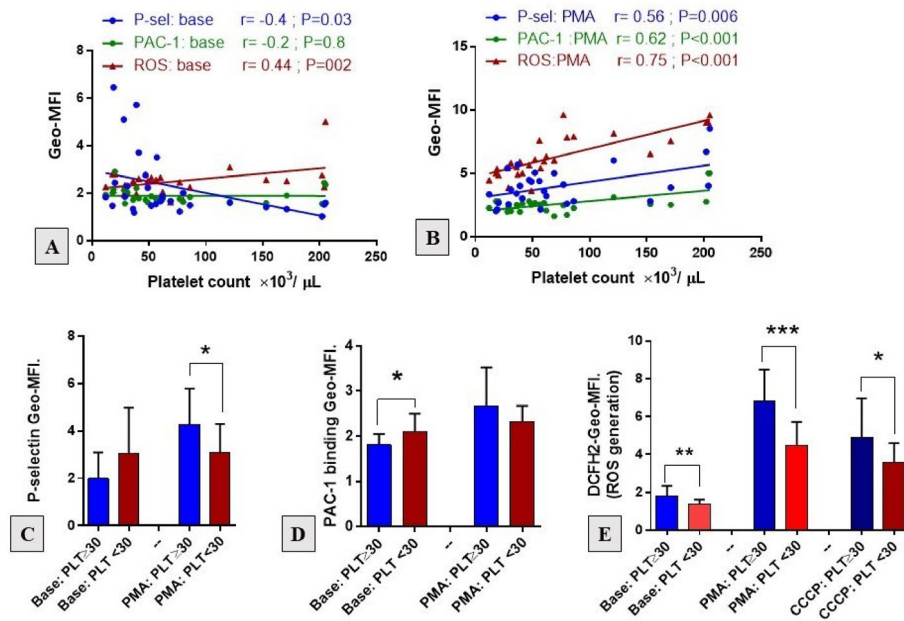 P-sel: base r= -0.4 ; P=0.03
PAC-1: base r= -0.2 ; P=0.8
ROS: base r= 0.44 ; P=002
Geo-MFI
8
6
4
2
0
0 50 100 150 200 250
Platelet count ×10³/ μL
A
P-sel: PMA r= 0.56 ; P=0.006
PAC-1 :PMA r= 0.62 ; P<0.001
ROS:PMA r= 0.75 ; P<0.001
Geo-MFI
15
10
5
0
0 50 100 150 200 250
Platelet count ×10³/ μL
B
P-selectin Geo-MFI.
8
6
4
2
0
*
Base: PLT≥30
Base: PLT <30
--
PMA: PLT≥30
PMA: PLT<30
C
PAC-1 binding Geo-MFI.
4
3
2
1
0
*
Base: PLT≥30
Base: PLT <30
--
PMA: PLT≥30
PMA: PLT <30
D
DCFH2-Geo-MFI.
(ROS generation)
10
8
6
4
2
0
**
***
*
Base: PLT≥30
Base: PLT <30
--
PMA: PLT≥30
PMA: PLT <30
--
CCCP: PLT≥30
CCCP: PLT <30
E